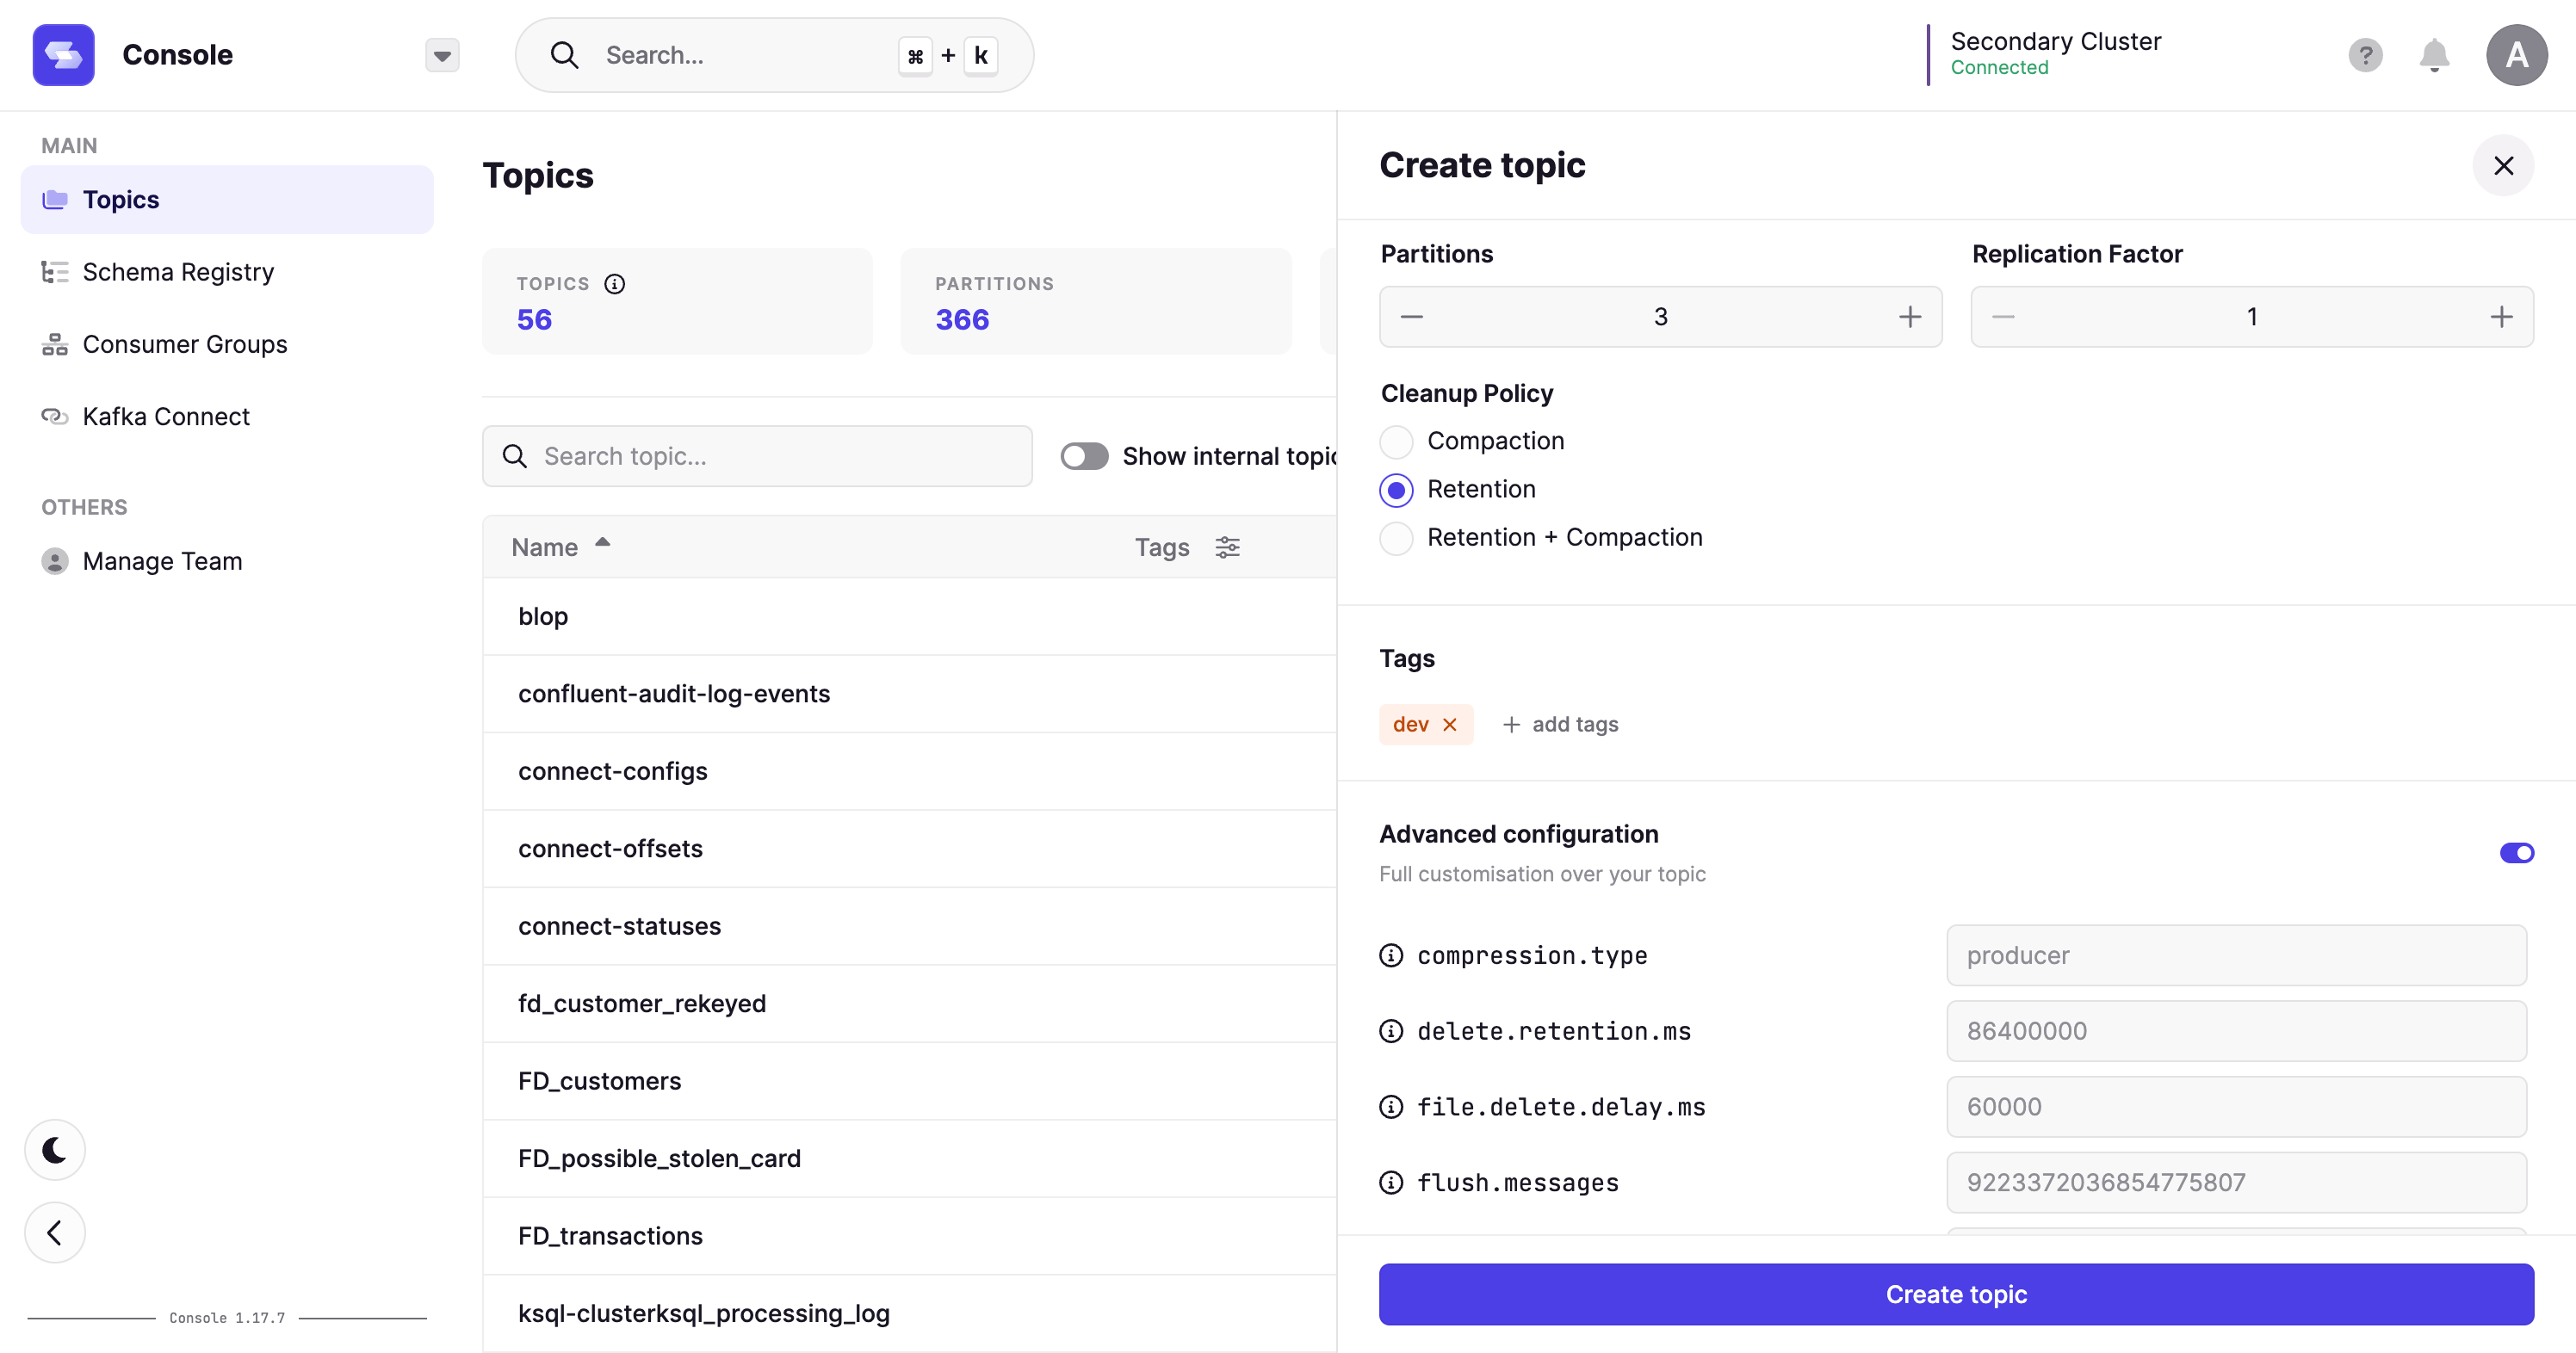 Console
Search...
⌘ + k
Secondary Cluster
Connected
?
A
MAIN
Topics
Schema Registry
Consumer Groups
Kafka Connect
OTHERS
Manage Team
Console 1.17.7
Topics
TOPICS
56
PARTITIONS
366
Search topic...
Show internal topic
Name
Tags
blop
confluent-audit-log-events
connect-configs
connect-offsets
connect-statuses
fd_customer_rekeyed
FD_customers
FD_possible_stolen_card
FD_transactions
ksql-clusterksql_processing_log
Create topic
Partitions
Replication Factor
3
1
Cleanup Policy
Compaction
Retention
Retention + Compaction
Tags
dev
add tags
Advanced configuration
Full customisation over your topic
compression.type
producer
delete.retention.ms
86400000
file.delete.delay.ms
60000
flush.messages
9223372036854775807
Create topic